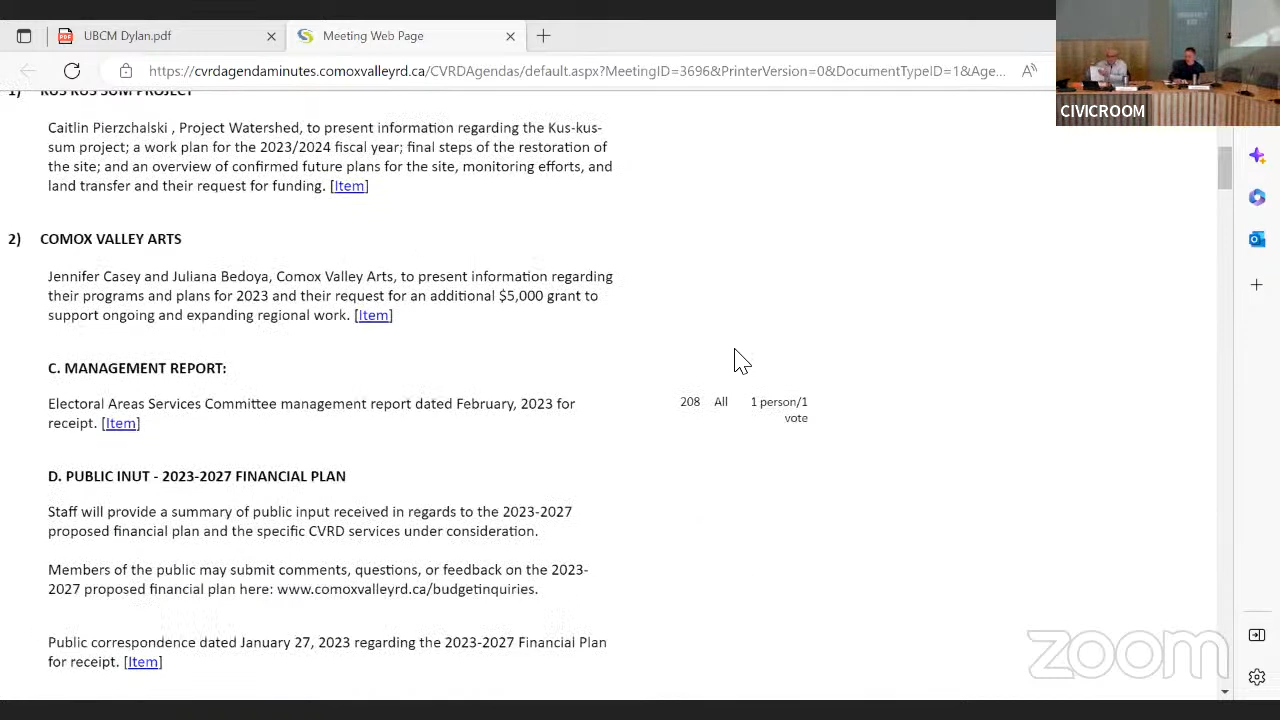 UBCM Dylan.pdf
Meeting Web Page
https://cvrdagendaminutes.comoxvalleyrd.ca/CVRDAgendas/default.aspx?MeetingID=3696&PrinterVersion=0&DocumentTypeID=1&Age...
CIVICROOM
1) KUS KUS SUM PROJECT
Caitlin Pierzchalski , Project Watershed, to present information regarding the Kus-kus-
sum project; a work plan for the 2023/2024 fiscal year; final steps of the restoration of
the site; and an overview of confirmed future plans for the site, monitoring efforts, and
land transfer and their request for funding. [Item]
2) COMOX VALLEY ARTS
Jennifer Casey and Juliana Bedoya, Comox Valley Arts, to present information regarding
their programs and plans for 2023 and their request for an additional $5,000 grant to
support ongoing and expanding regional work. [Item]
C. MANAGEMENT REPORT:
Electoral Areas Services Committee management report dated February, 2023 for
receipt. [Item]
208 All 1 person/1
vote
D. PUBLIC INUT - 2023-2027 FINANCIAL PLAN
Staff will provide a summary of public input received in regards to the 2023-2027
proposed financial plan and the specific CVRD services under consideration.
Members of the public may submit comments, questions, or feedback on the 2023-
2027 proposed financial plan here: www.comoxvalleyrd.ca/budgetinquiries.
Public correspondence dated January 27, 2023 regarding the 2023-2027 Financial Plan
for receipt. [Item]
zoom